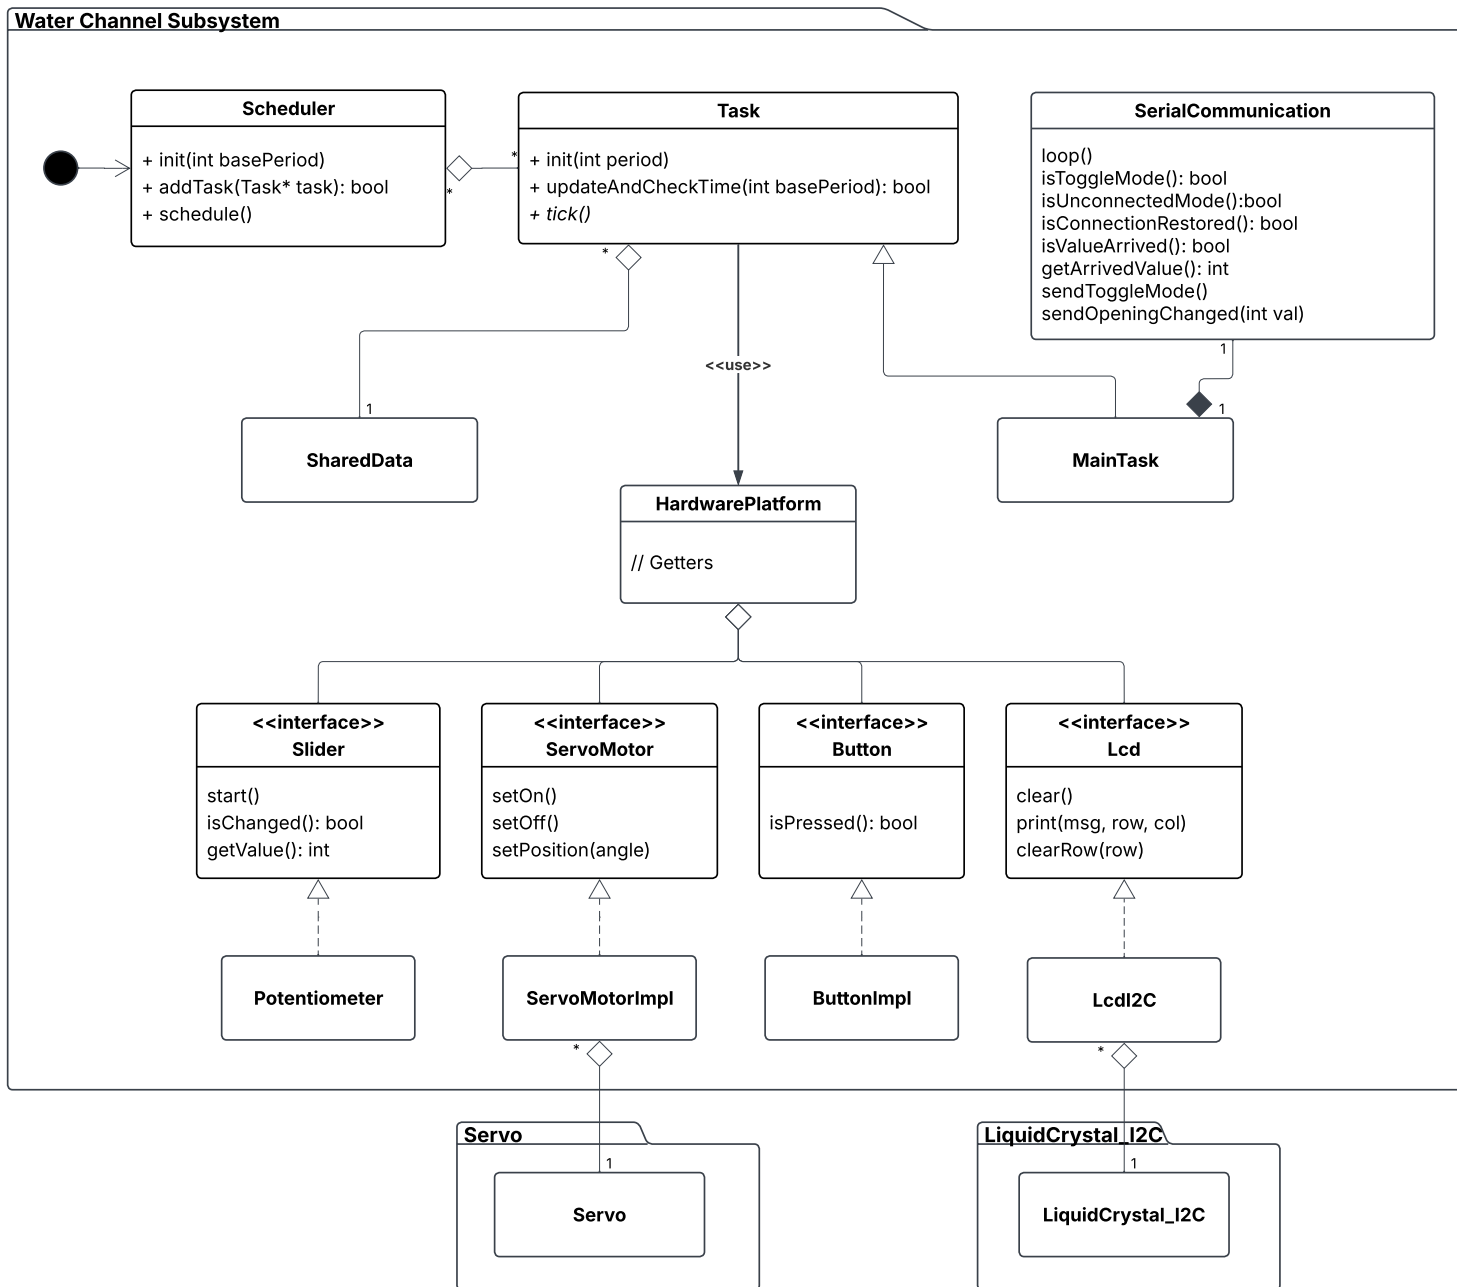 Water Channel Subsystem
Scheduler
+ init(int basePeriod)
+ addTask(Task* task): bool
+ schedule()
*
*
Task
+ init(int period)
+ updateAndCheckTime(int basePeriod): bool
+ tick()
SerialCommunication
loop()
isToggleMode(): bool
isUnconnectedMode():bool
isConnectionRestored(): bool
isValueArrived(): bool
getArrivedValue(): int
sendToggleMode()
sendOpeningChanged(int val)
*
1
<<use>>
1
1
SharedData
MainTask
HardwarePlatform
// Getters
<<interface>>
Slider
start()
isChanged(): bool
getValue(): int
<<interface>>
ServoMotor
setOn()
setOff()
setPosition(angle)
<<interface>>
Button
isPressed(): bool
<<interface>>
Lcd
clear()
print(msg, row, col)
clearRow(row)
Potentiometer
ServoMotorImpl
ButtonImpl
LcdI2C
*
*
Servo
1
Servo
LiquidCrystal_I2C
1
LiquidCrystal_I2C